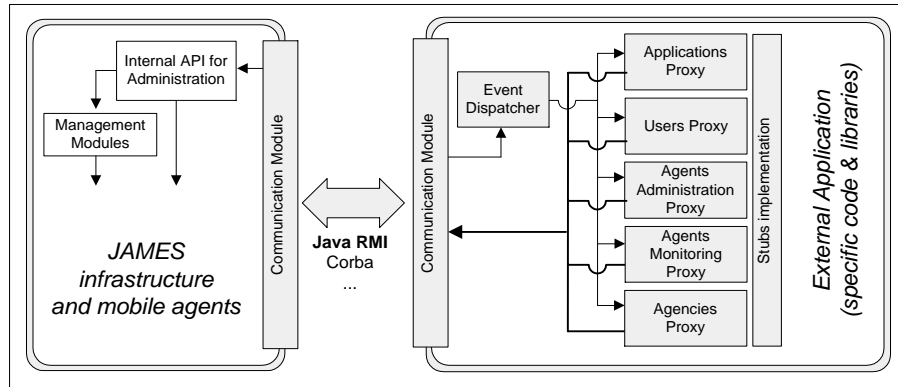 Internal API for
Administration
Management
Modules
JAMES
infrastructure
and mobile agents
Communication Module
Java RMI
Corba
...
Communication Module
Event
Dispatcher
Applications
Proxy
Users Proxy
Agents
Administration
Proxy
Agents
Monitoring
Proxy
Agencies
Proxy
Stubs implementation
External Application
(specific code & libraries)